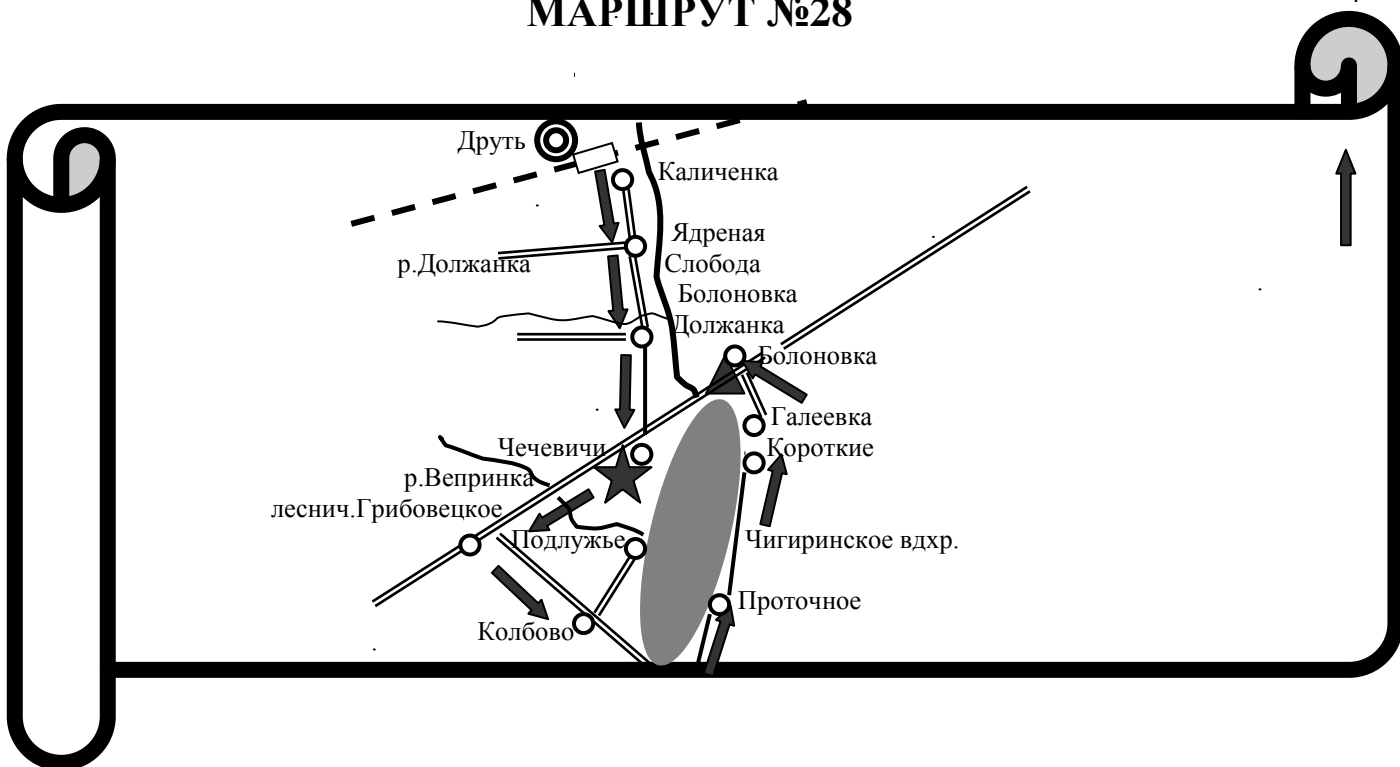 МАРШРУТ №28
Друть
Каличенка
Ядреная
р.Должанка
Слобода
Болоновка
Должанка
Болоновка
Галеевка
Чечевичи
Короткие
р.Вепринка
леснич.Грибовецкое
Подлужье
Чигиринское вдхр.
Проточное
Колбово